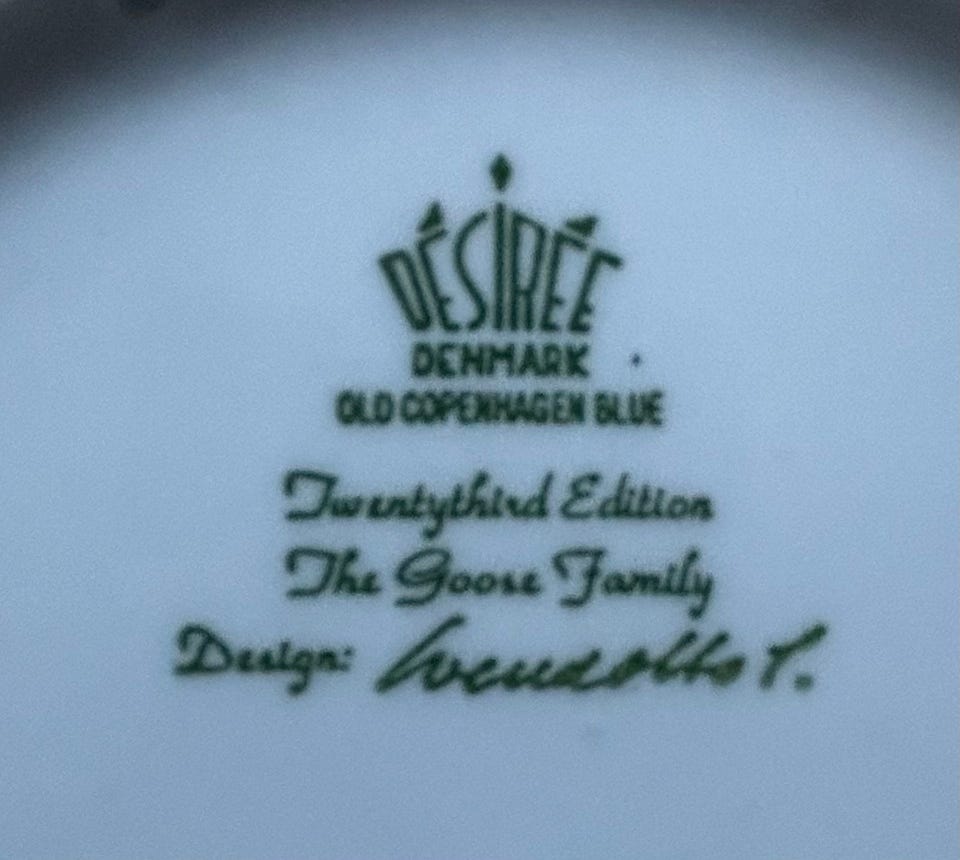 DÉSIRÉE
DENMARK
OLD COPENHAGEN BLUE
Twentythird Edition
The Goose Family
Design: